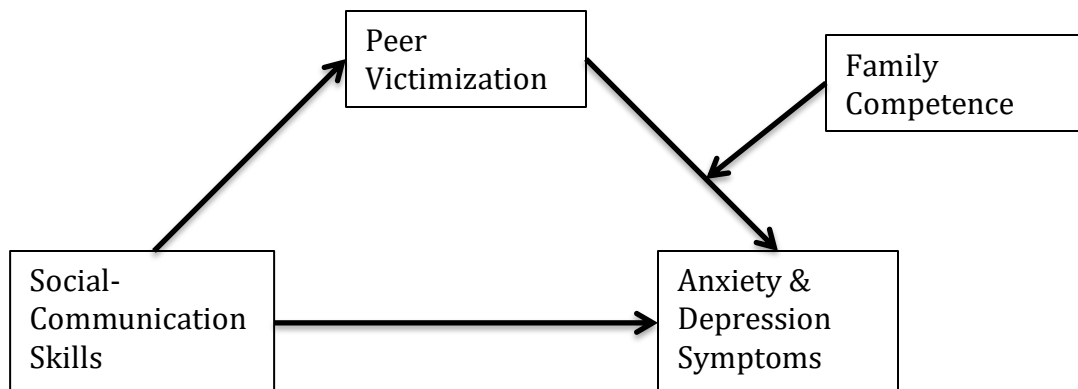 Peer
Victimization
Family
Competence
Social-
Communication
Skills
Anxiety &
Depression
Symptoms